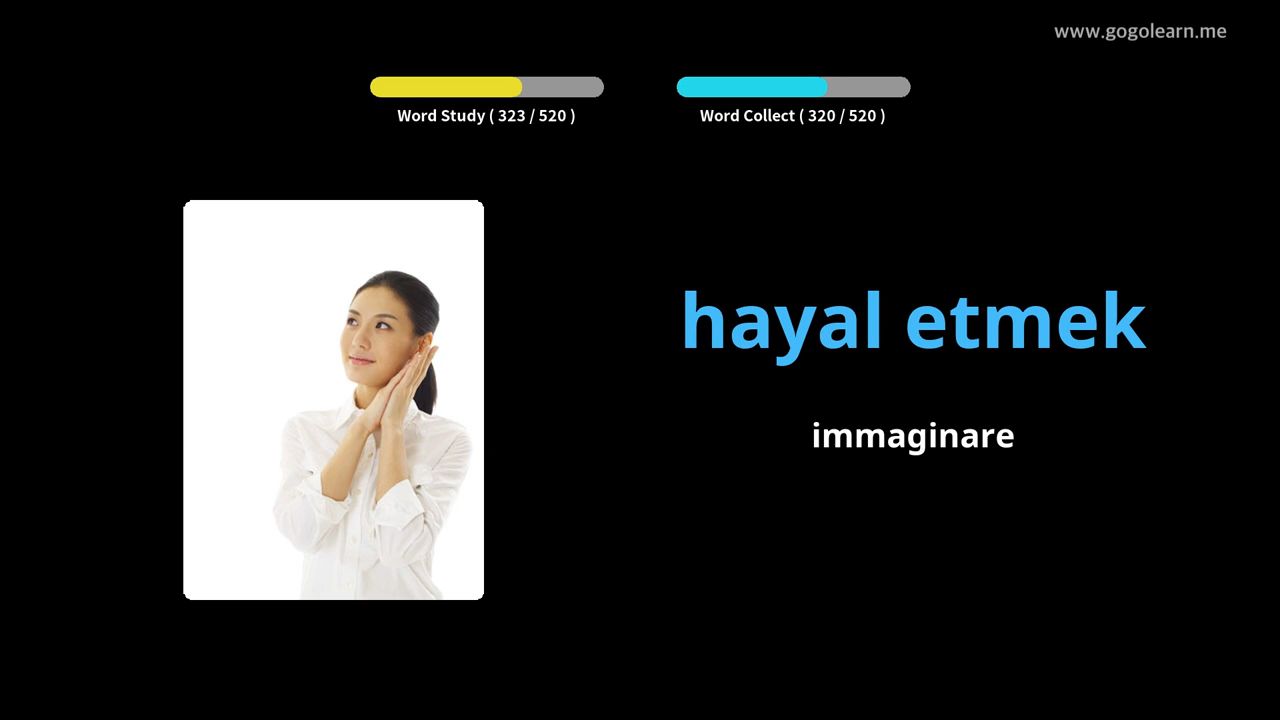 www.gogolearn.me
Word Study ( 323 / 520 )
Word Collect ( 320 / 520 )
hayal etmek
immaginare